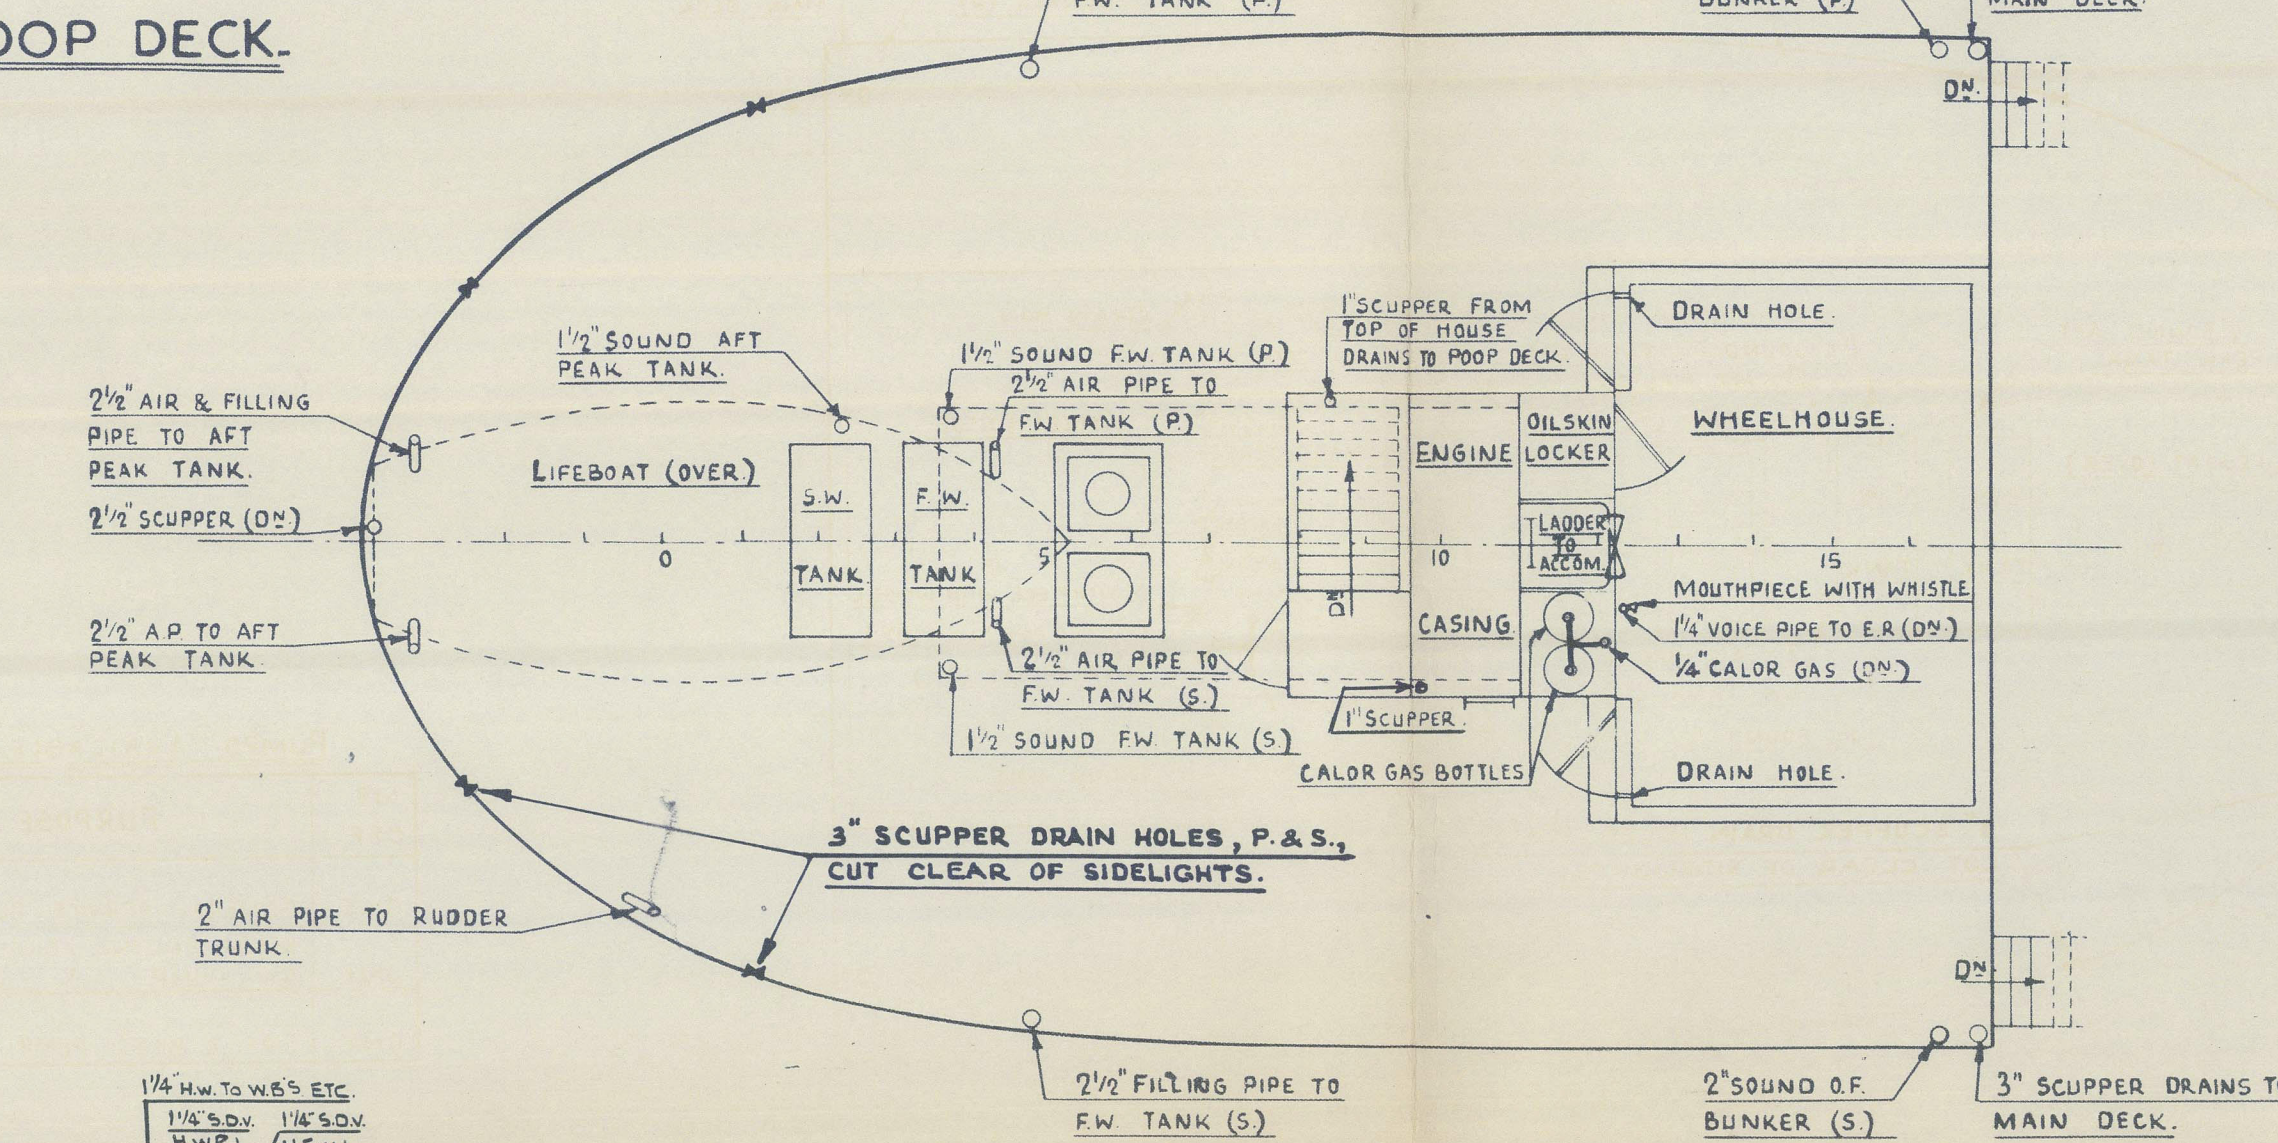 POOP DECK.
F.W. TANK (P.)
BUNKER (P.)
MAIN DECK.
DN.
1"SCUPPER FROM
TOP OF HOUSE
DRAINS TO POOP DECK.
DRAIN HOLE.
1½" SOUND AFT
PEAK TANK.
1½" SOUND F.W. TANK (P.)
2½" AIR PIPE TO
F.W TANK (P.)
2½" AIR & FILLING
PIPE TO AFT
PEAK TANK.
LIFEBOAT (OVER.)
S.W.
TANK.
F.W.
TANK
ENGINE
CASING.
OILSKIN
LOCKER
WHEELHOUSE.
2½" SCUPPER (DN.)
LADDER
TO
ACCOM.
0
5
10
15
DN
MOUTHPIECE WITH WHISTLE
1¼" VOICE PIPE TO E.R (DN.)
¼" CALOR GAS (DN.)
2½" A.P. TO AFT
PEAK TANK.
2½" AIR PIPE TO
F.W. TANK (S.)
1" SCUPPER.
1½" SOUND F.W. TANK (S.)
CALOR GAS BOTTLES
DRAIN HOLE.
3" SCUPPER DRAIN HOLES, P. & S.,
CUT CLEAR OF SIDELIGHTS.
2" AIR PIPE TO RUDDER
TRUNK.
DN
2½" FILLING PIPE TO
F.W. TANK (S.)
2" SOUND O.F.
BUNKER (S.)
3" SCUPPER DRAINS TO
MAIN DECK.
1¼" H.W. TO W.B'S ETC.
1¼" S.D.V. 1¼" S.D.V.